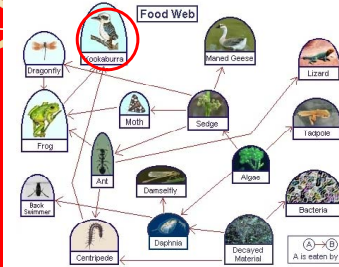 Food Web
Kookaburra
Dragonfly
Maned Geese
Lizard
Moth
Sedge
Tadpole
Frog
Ant
Algae
Damselfly
Back
Swimmer
Bacteria
Daphnia
Centripede
Decayed
Material
A → B
A is eaten by